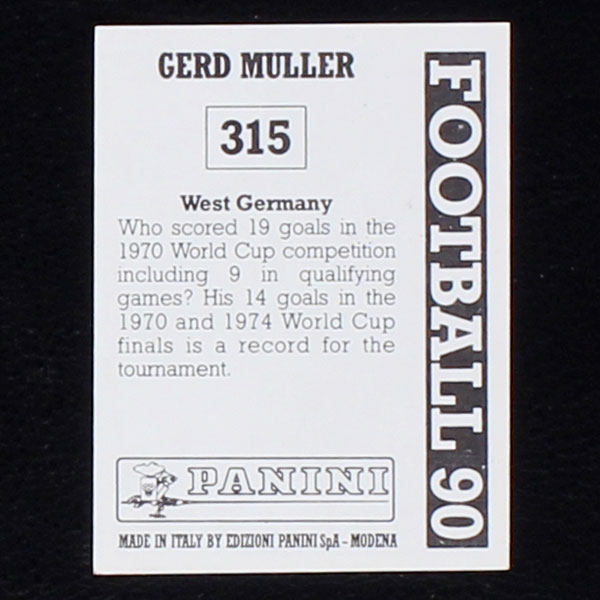 GERD MULLER
315
West Germany
Who scored 19 goals in the
1970 World Cup competition
including 9 in qualifying
games? His 14 goals in the
1970 and 1974 World Cup
finals is a record for the
tournament.
PANINI
MADE IN ITALY BY EDIZIONI PANINI SpA - MODENA
FOOTBALL 90